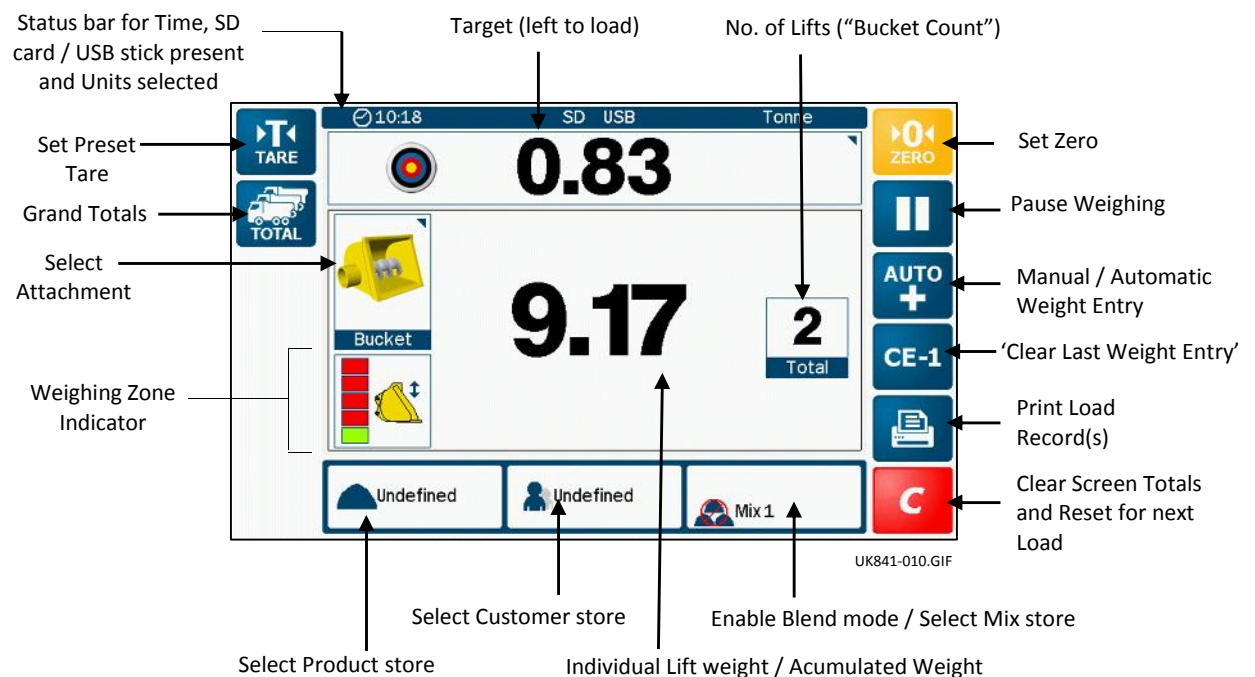 Status bar for Time, SD
card / USB stick present
and Units selected
Target (left to load)
No. of Lifts (“Bucket Count”)
Set Preset
Tare
Grand Totals
Select
Attachment
Weighing Zone
Indicator
TARE
TOTAL
10:18 SD USB Tonne
0.83
Bucket
9.17
2
Total
Undefined
Undefined
Mix 1
0
ZERO
AUTO
+
CE-1
C
Set Zero
Pause Weighing
Manual / Automatic
Weight Entry
‘Clear Last Weight Entry’
Print Load
Record(s)
Clear Screen Totals
and Reset for next
Load
UK841-010.GIF
Select Customer store
Enable Blend mode / Select Mix store
Select Product store
Individual Lift weight / Acumulated Weight
T